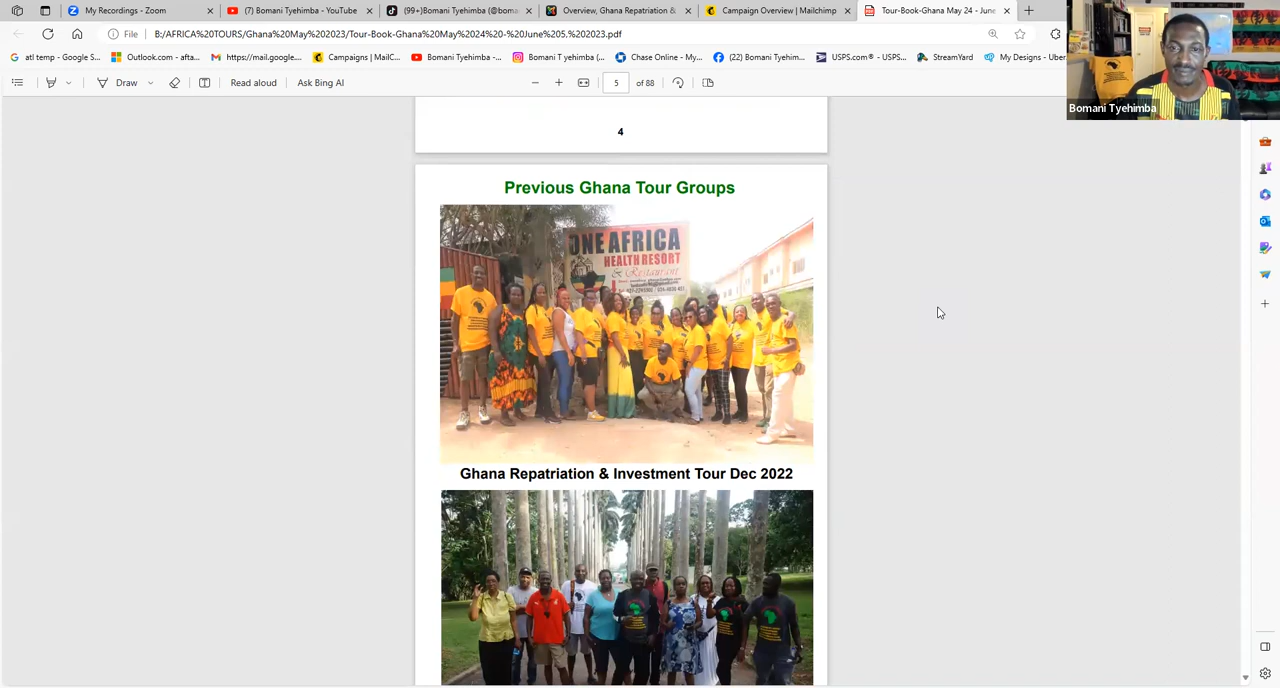 My Recordings - Zoom
(7) Bomani Tyehimba - YouTube
(99+)Bomani Tyehimba (@boma
Overview, Ghana Repatriation &
Campaign Overview | Mailchimp
Tour-Book-Ghana May 24 - June
File
B:/AFRICA%20TOURS/Ghana%20May%202023/Tour-Book-Ghana%20May%2024%20-%20June%205.%202023.pdf
atl temp - Google S...
Outlook.com - afta...
https://mail.google....
Campaigns | MailC...
Bomani Tyehimba -...
Bomani T yehimba (...
Chase Online - My...
(22) Bomani Tyehim...
USPS.com® - USPS...
StreamYard
My Designs: Uber
Draw
Read aloud
Ask Bing AI
5
of 88
Bomani Tyehimba
4
Previous Ghana Tour Groups
ONE AFRICA
HEALTH RESORT
& Restaurant
Ghana Repatriation & Investment Tour Dec 2022